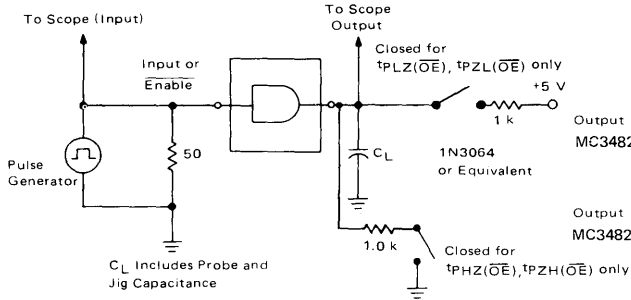 To Scope (Input)
To Scope
Output
Closed for
tPLZ(OE), tPZL(OE) only
Input or
Enable
+5 V
1 k
Output
MC3482
50
CL
1N3064
or Equivalent
Pulse
Generator
Output
MC3482
1.0 k
Closed for
tPHZ(OE), tPZH(OE) only
CL Includes Probe and
Jig Capacitance